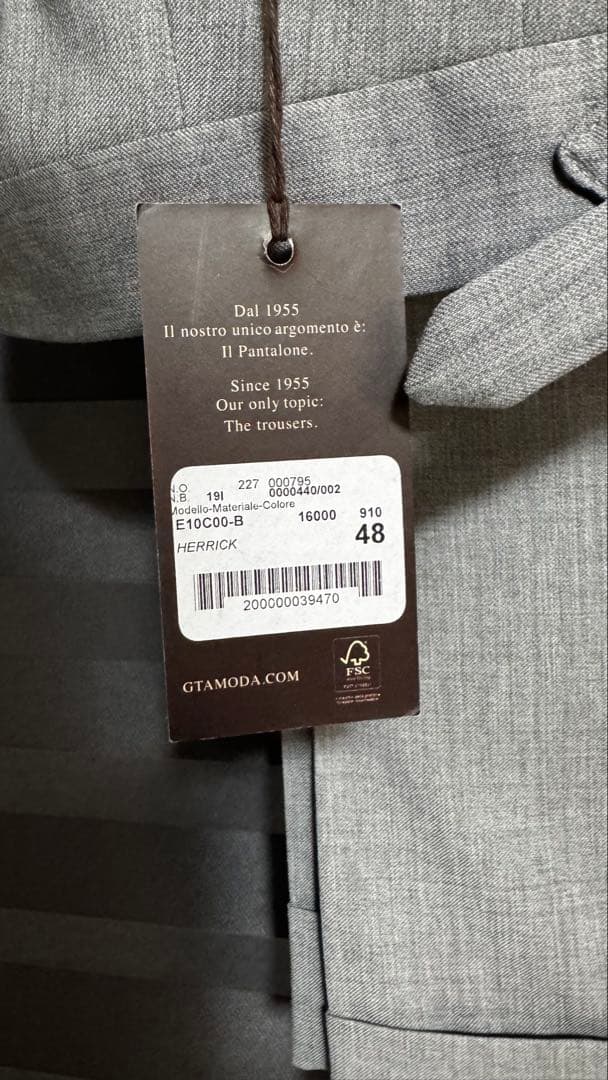 Dal 1955
Il nostro unico argomento è:
Il Pantalone.
Since 1955
Our only topic:
The trousers.
N.O. 227 000795
N.B. 19I 0000440/002
Modello-Materiale-Colore
E10C00-B 16000 910
HERRICK 48
200000039470
GTAMODA.COM
FSC